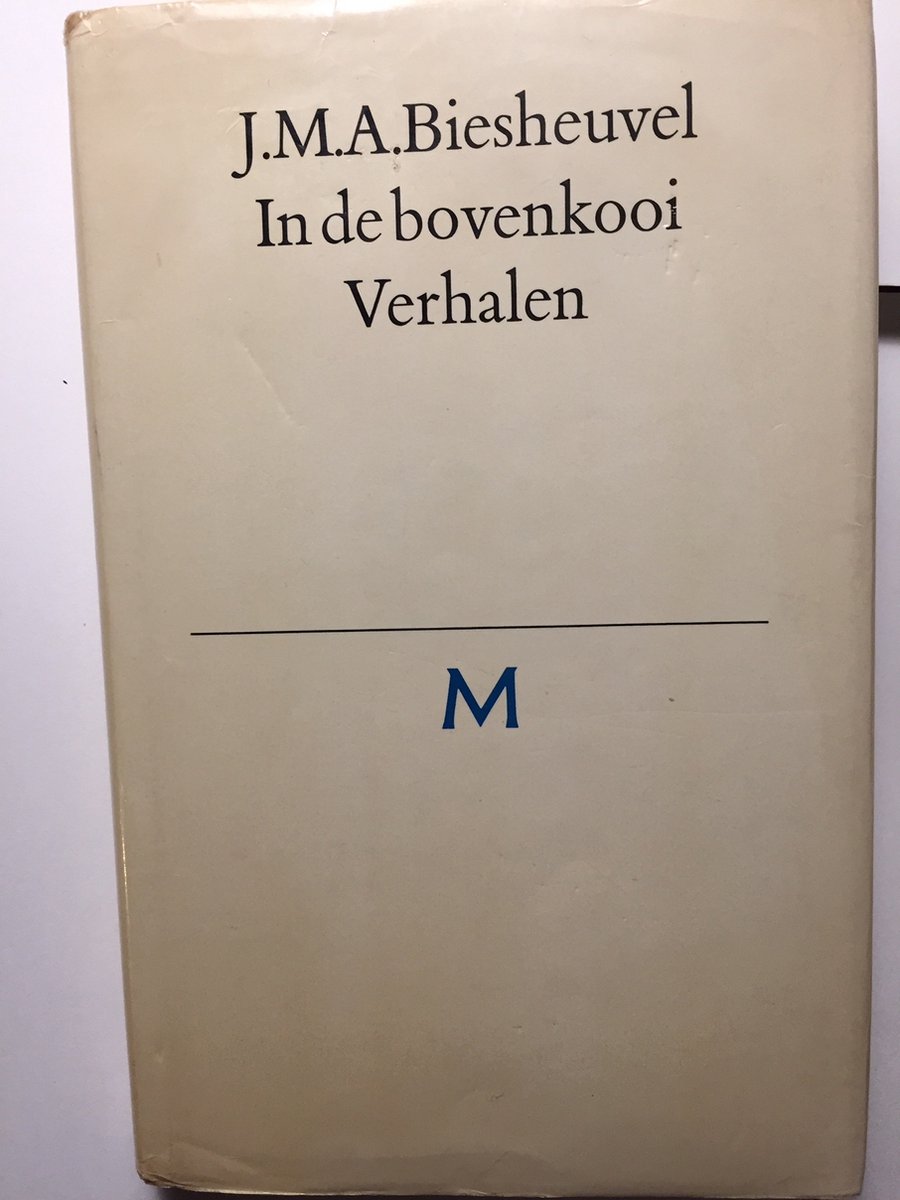 J.M.A.Biesheuvel
In de bovenkooi
Verhalen
M